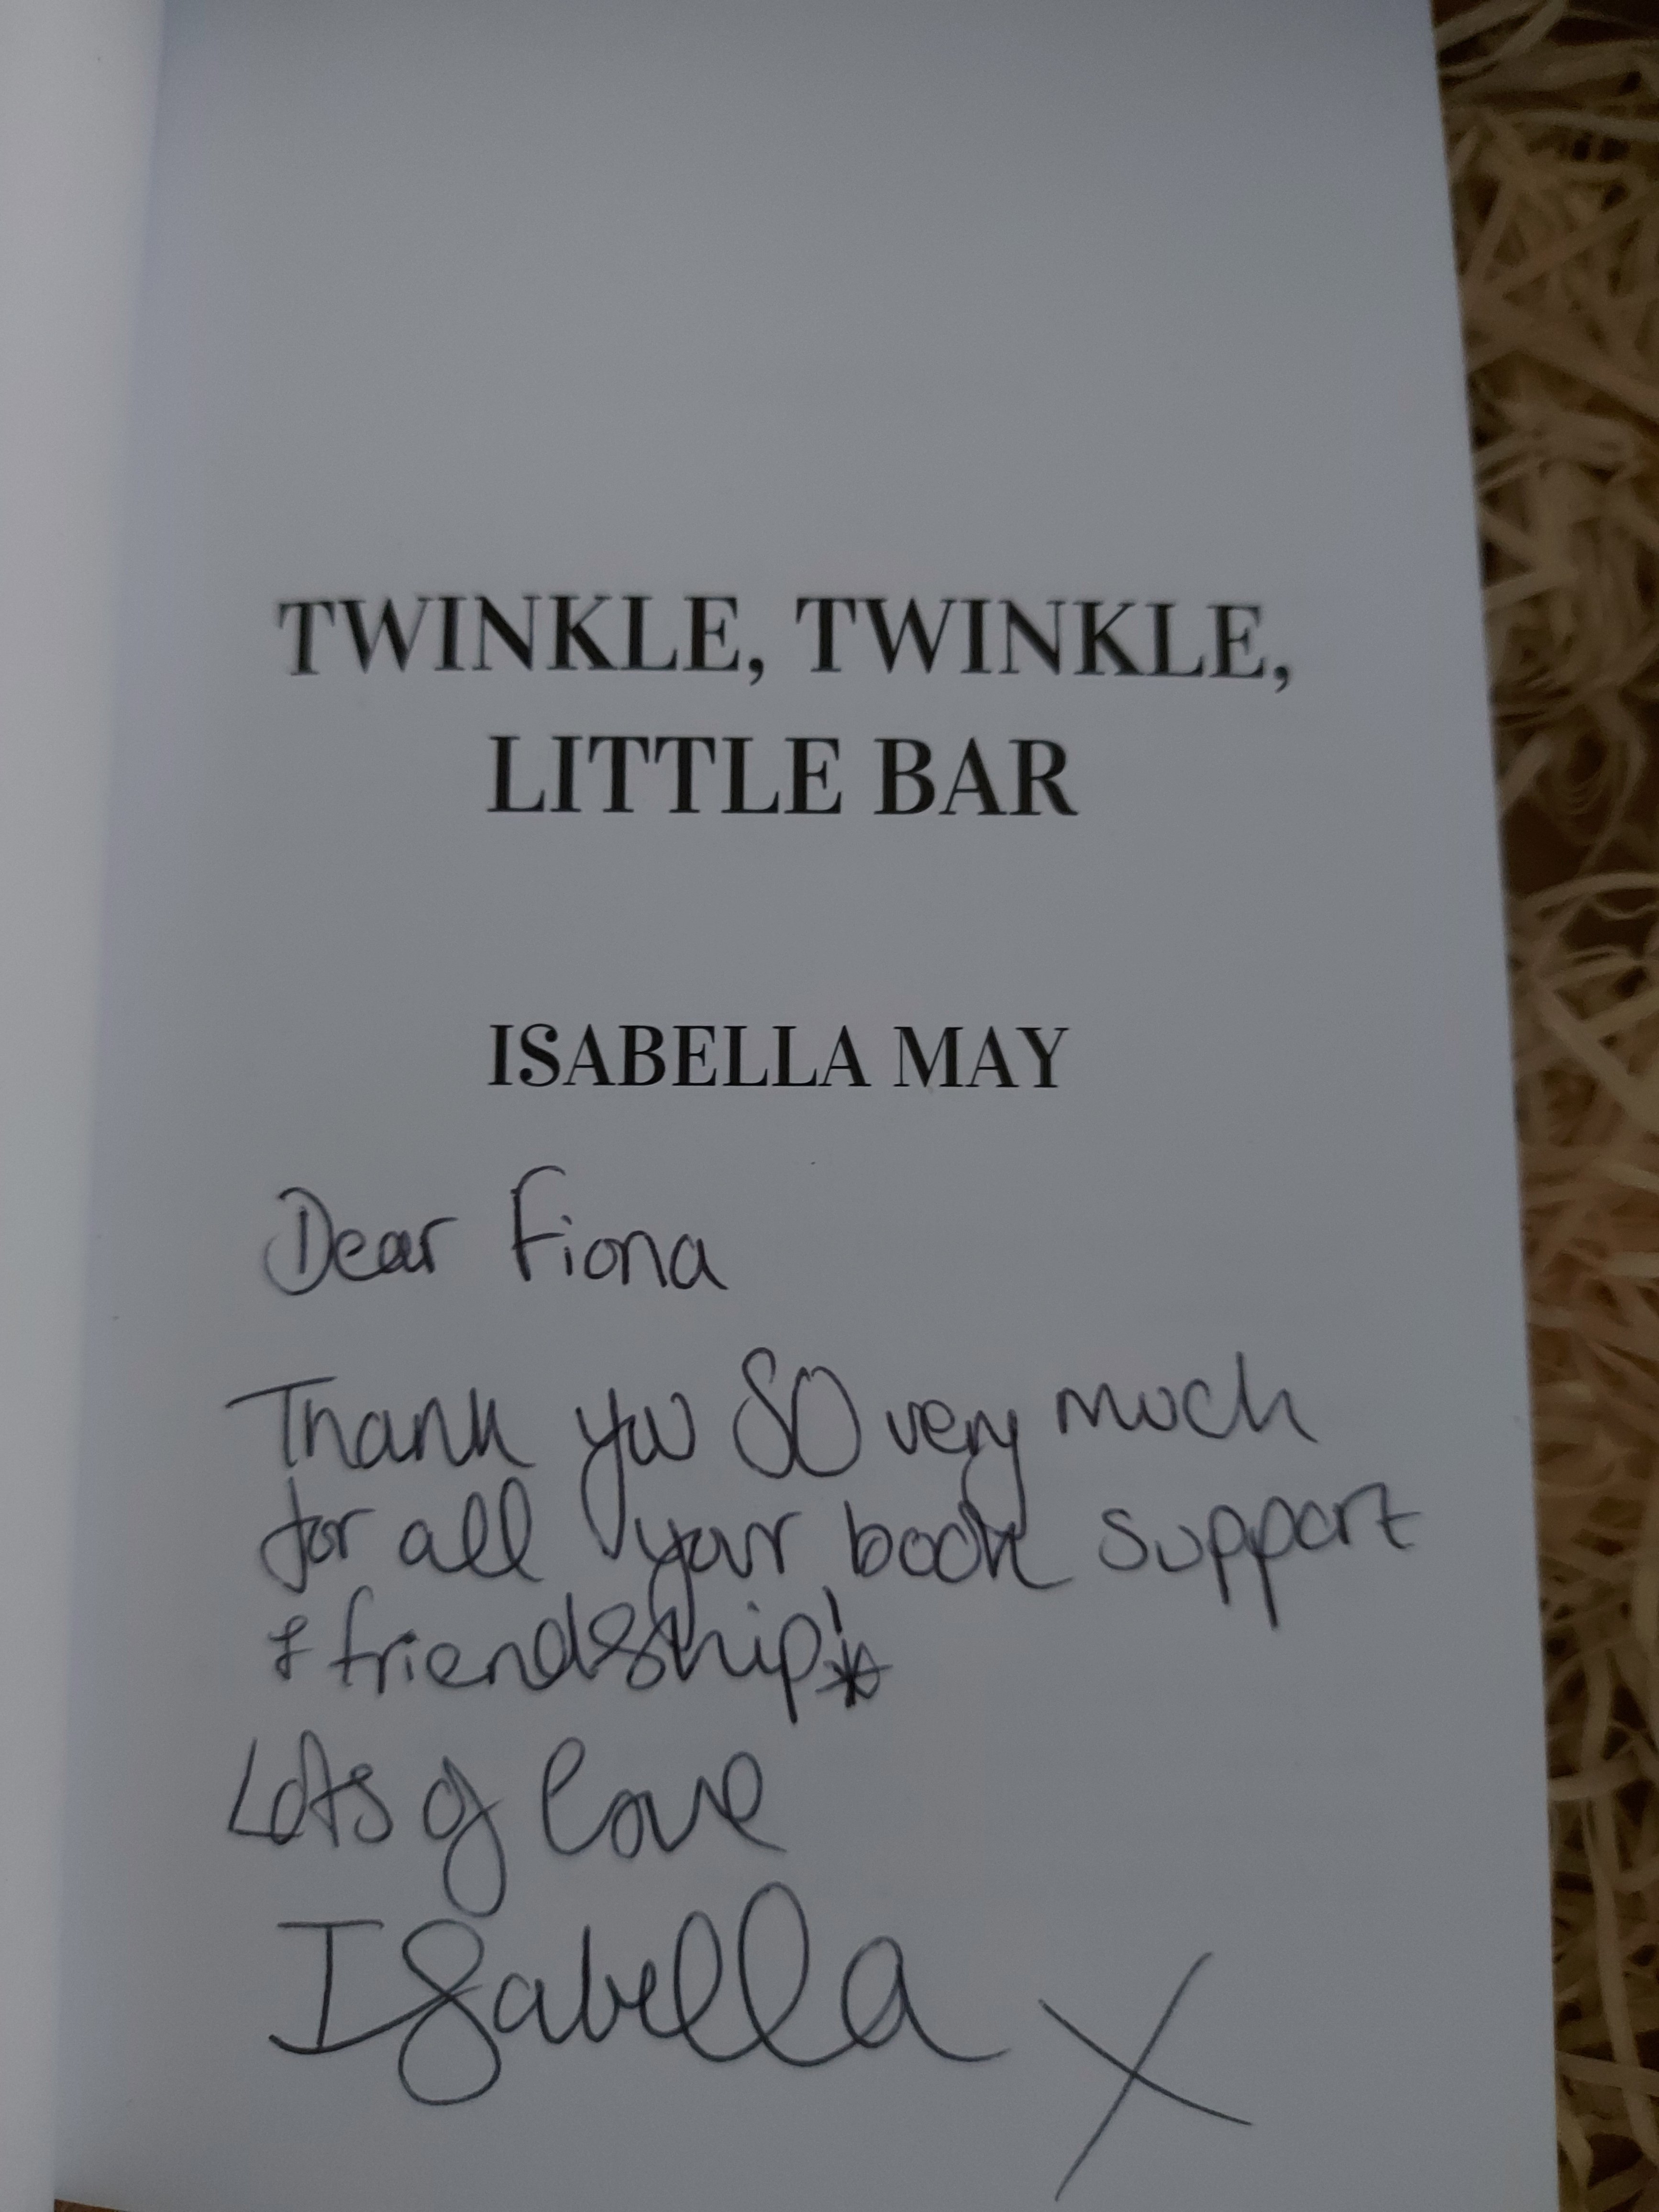 TWINKLE, TWINKLE,
LITTLE BAR
ISABELLA MAY
Dear Fiona
Thank you SO very much
for all your book support
& friendship!*
Lots of love
Isabella X